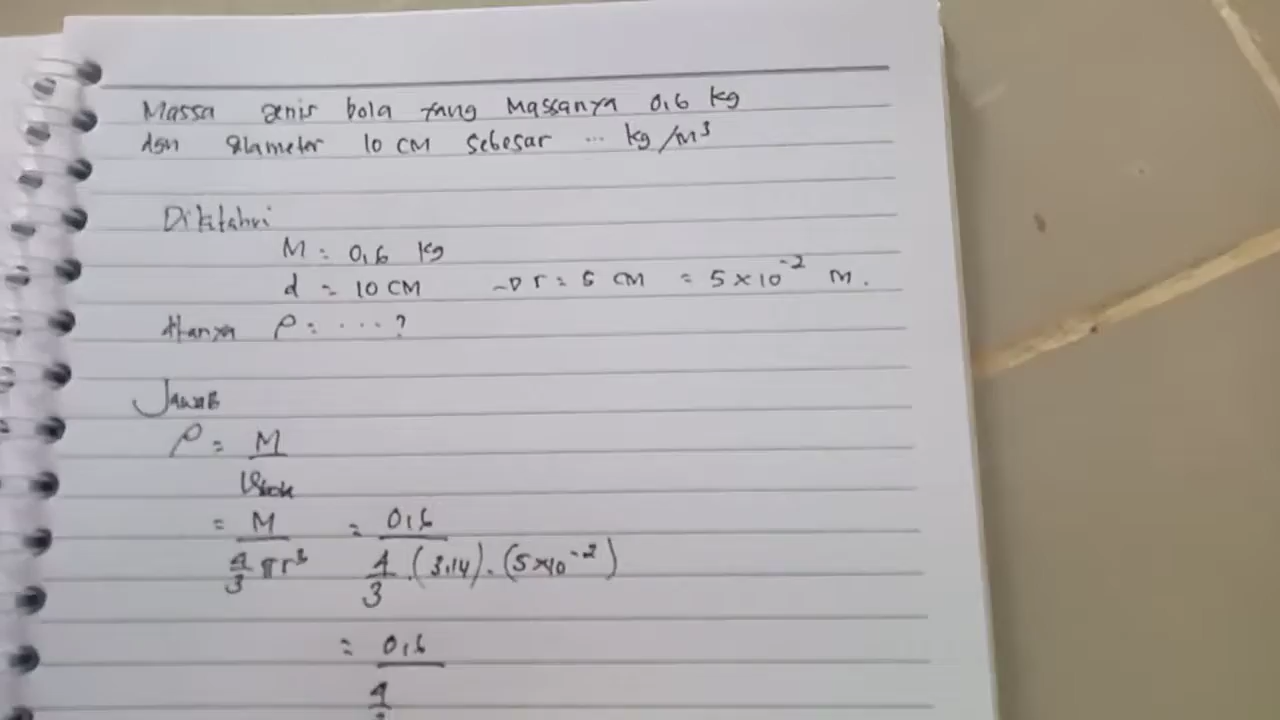 Massa jenis bola yang Massanya 0,6 kg
dgn diameter 10 cm sebesar ... kg/m³
Diketahui
M = 0,6 kg
d = 10 cm → r = 5 cm = 5 × 10⁻² m.
ditanya ρ = ....?
Jawab
ρ = M
= M = 0,6
4/3 πr³ 4/3 . (3,14) . (5×10⁻²)
= 0,6
4